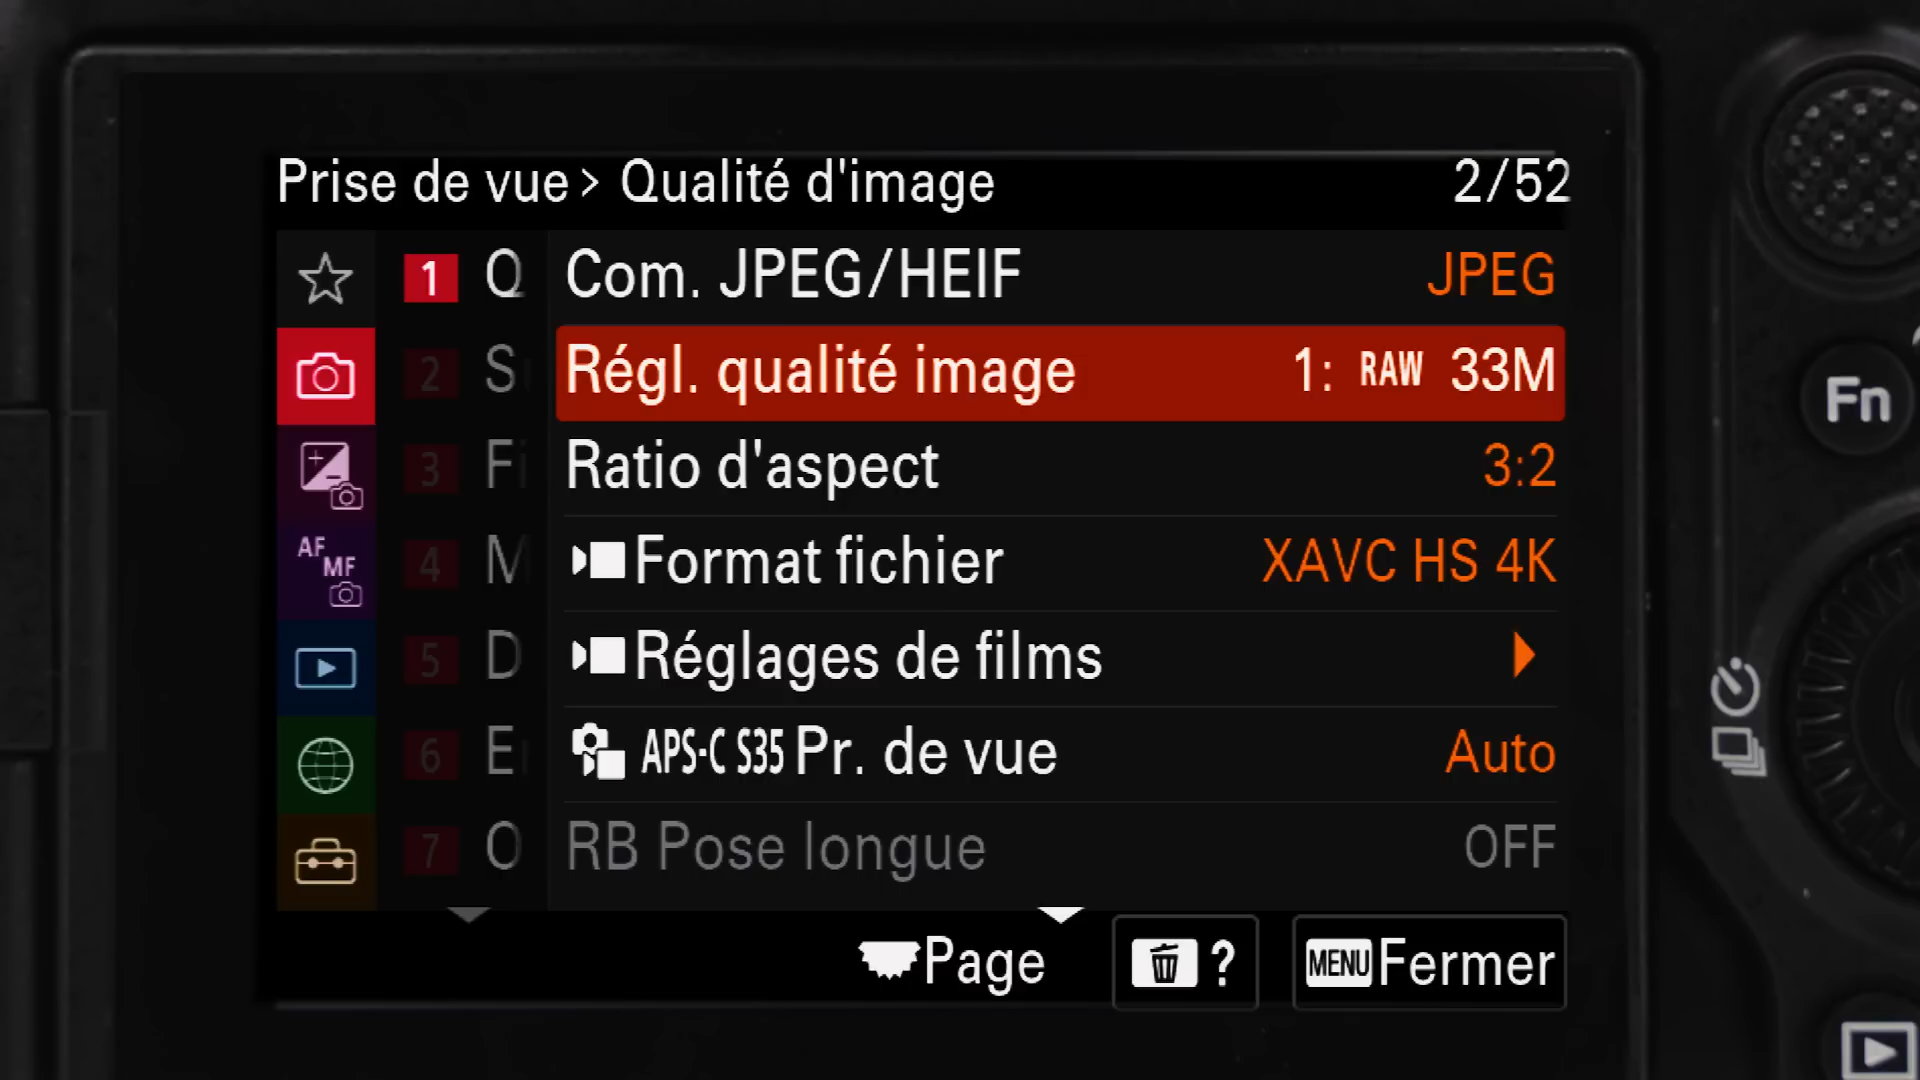 Prise de vue> Qualité d'image 2/52
1 Q Com. JPEG/HEIF JPEG
2 Régl. qualité image 1: RAW 33M
3 Fi Ratio d'aspect 3:2
4 M Format fichier XAVC HS 4K
5 D Réglages de films
6 APS-C S35 Pr. de vue Auto
7 O RB Pose longue OFF
AF MF
Page ? MENU Fermer
Fn